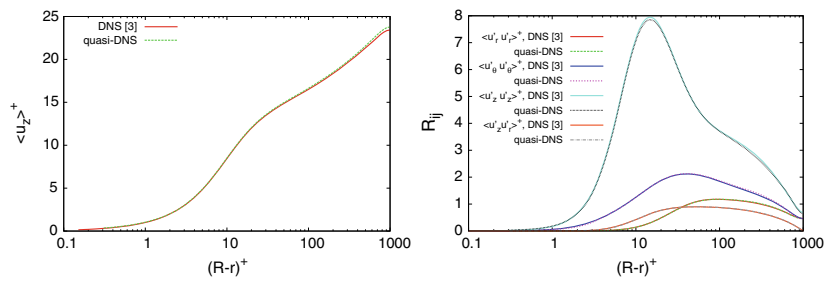 DNS [3]
quasi-DNS
25
20
15
10
5
0
0.1 1 10 100 1000
<u_z>^+
(R-r)^+
<u'_r u'_r>^+, DNS [3]
quasi-DNS
<u'_θ u'_θ>^+, DNS [3]
quasi-DNS
<u'_z u'_z>^+, DNS [3]
quasi-DNS
<u'_z u'_r>^+, DNS [3]
quasi-DNS
8
7
6
5
4
3
2
1
0
0.1 1 10 100 1000
R_ij
(R-r)^+